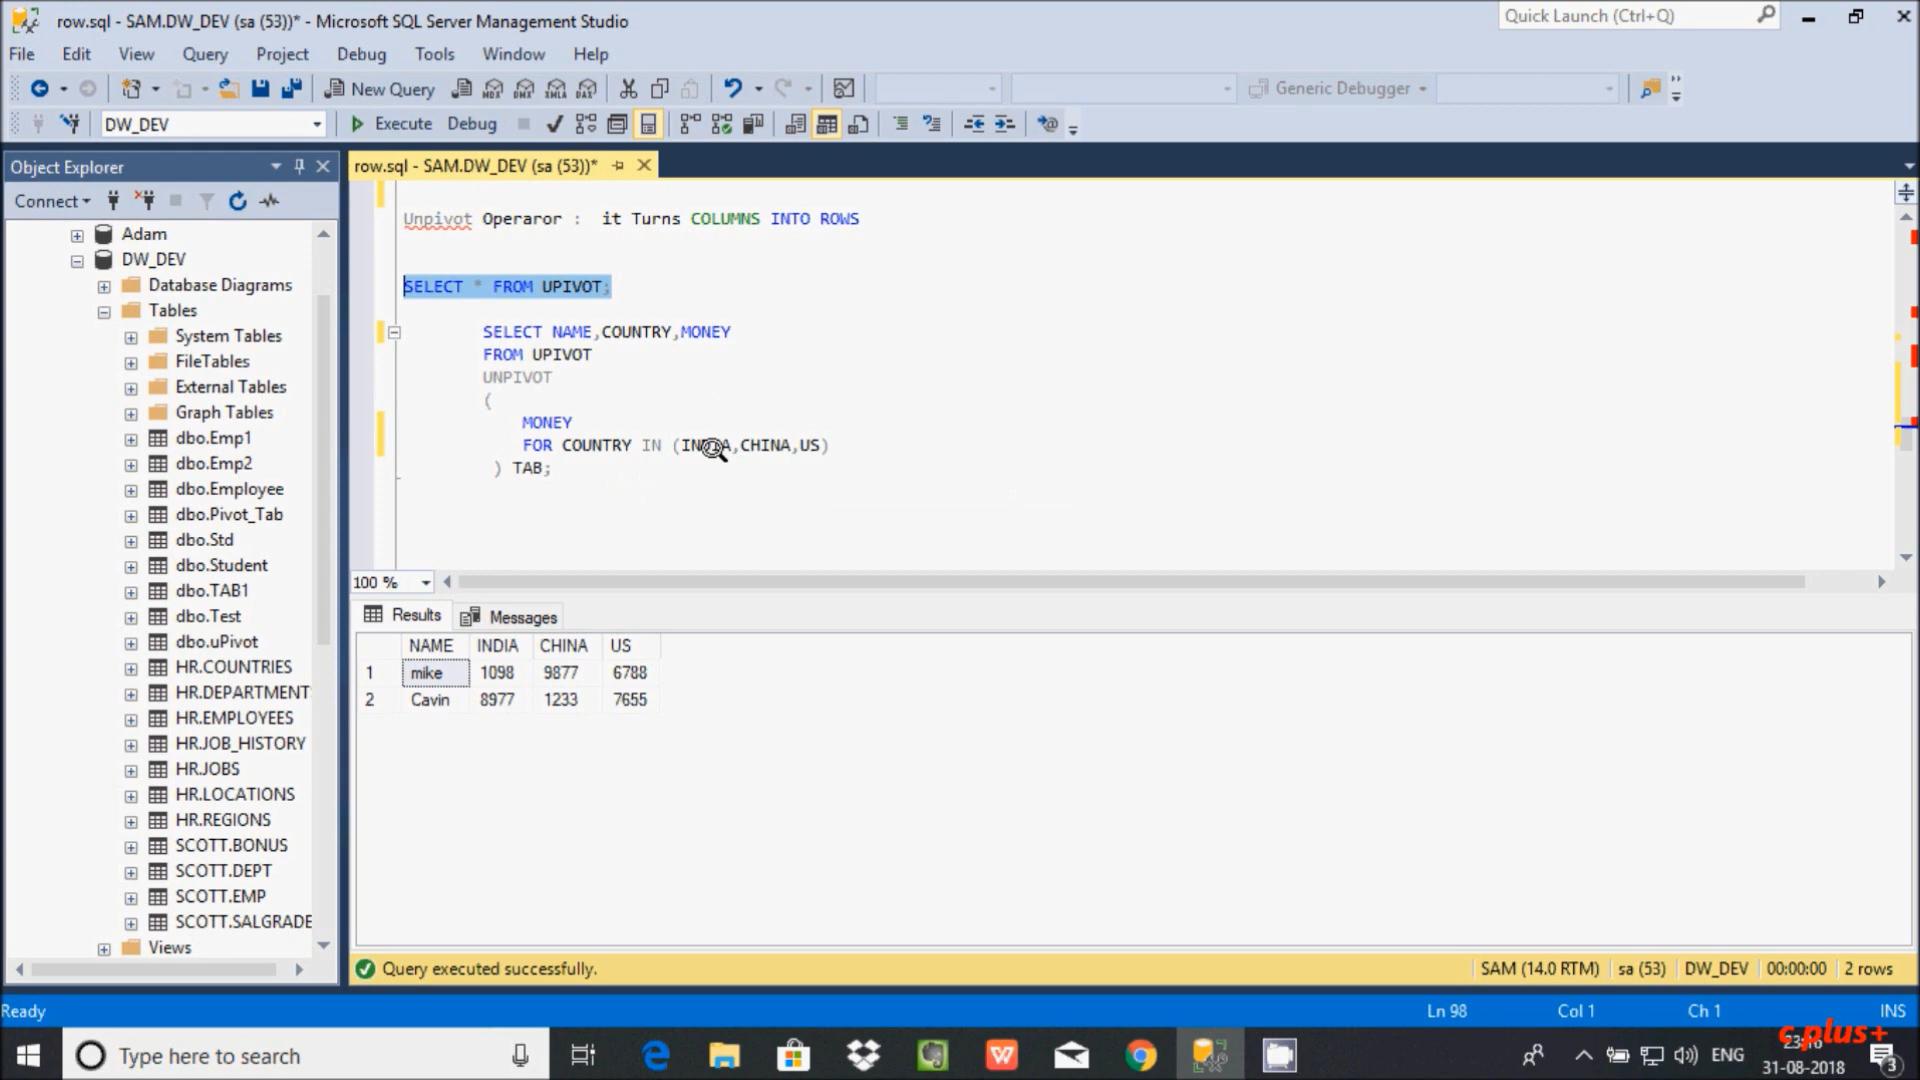 row.sql - SAM.DW_DEV (sa (53))* - Microsoft SQL Server Management Studio
Quick Launch (Ctrl+Q)
File Edit View Query Project Debug Tools Window Help
New Query
MDX DMX XMLA DAX
Generic Debugger
DW_DEV
Execute Debug
Object Explorer
Connect
Adam
DW_DEV
Database Diagrams
Tables
System Tables
FileTables
External Tables
Graph Tables
dbo.Emp1
dbo.Emp2
dbo.Employee
dbo.Pivot_Tab
dbo.Std
dbo.Student
dbo.TAB1
dbo.Test
dbo.uPivot
HR.COUNTRIES
HR.DEPARTMENT
HR.EMPLOYEES
HR.JOB_HISTORY
HR.JOBS
HR.LOCATIONS
HR.REGIONS
SCOTT.BONUS
SCOTT.DEPT
SCOTT.EMP
SCOTT.SALGRADE
Views
row.sql - SAM.DW_DEV (sa (53))*
Unpivot Operaror : it Turns COLUMNS INTO ROWS
SELECT * FROM UPIVOT;
SELECT NAME,COUNTRY,MONEY
FROM UPIVOT
UNPIVOT
(
MONEY
FOR COUNTRY IN (INDIA,CHINA,US)
) TAB;
100 %
Results Messages
NAME INDIA CHINA US
1 mike 1098 9877 6788
2 Cavin 8977 1233 7655
Query executed successfully.
SAM (14.0 RTM) sa (53) DW_DEV 00:00:00 2 rows
Ready
Ln 98 Col 1 Ch 1 INS
Type here to search
ENG
c plus+
23:16
31-08-2018
3